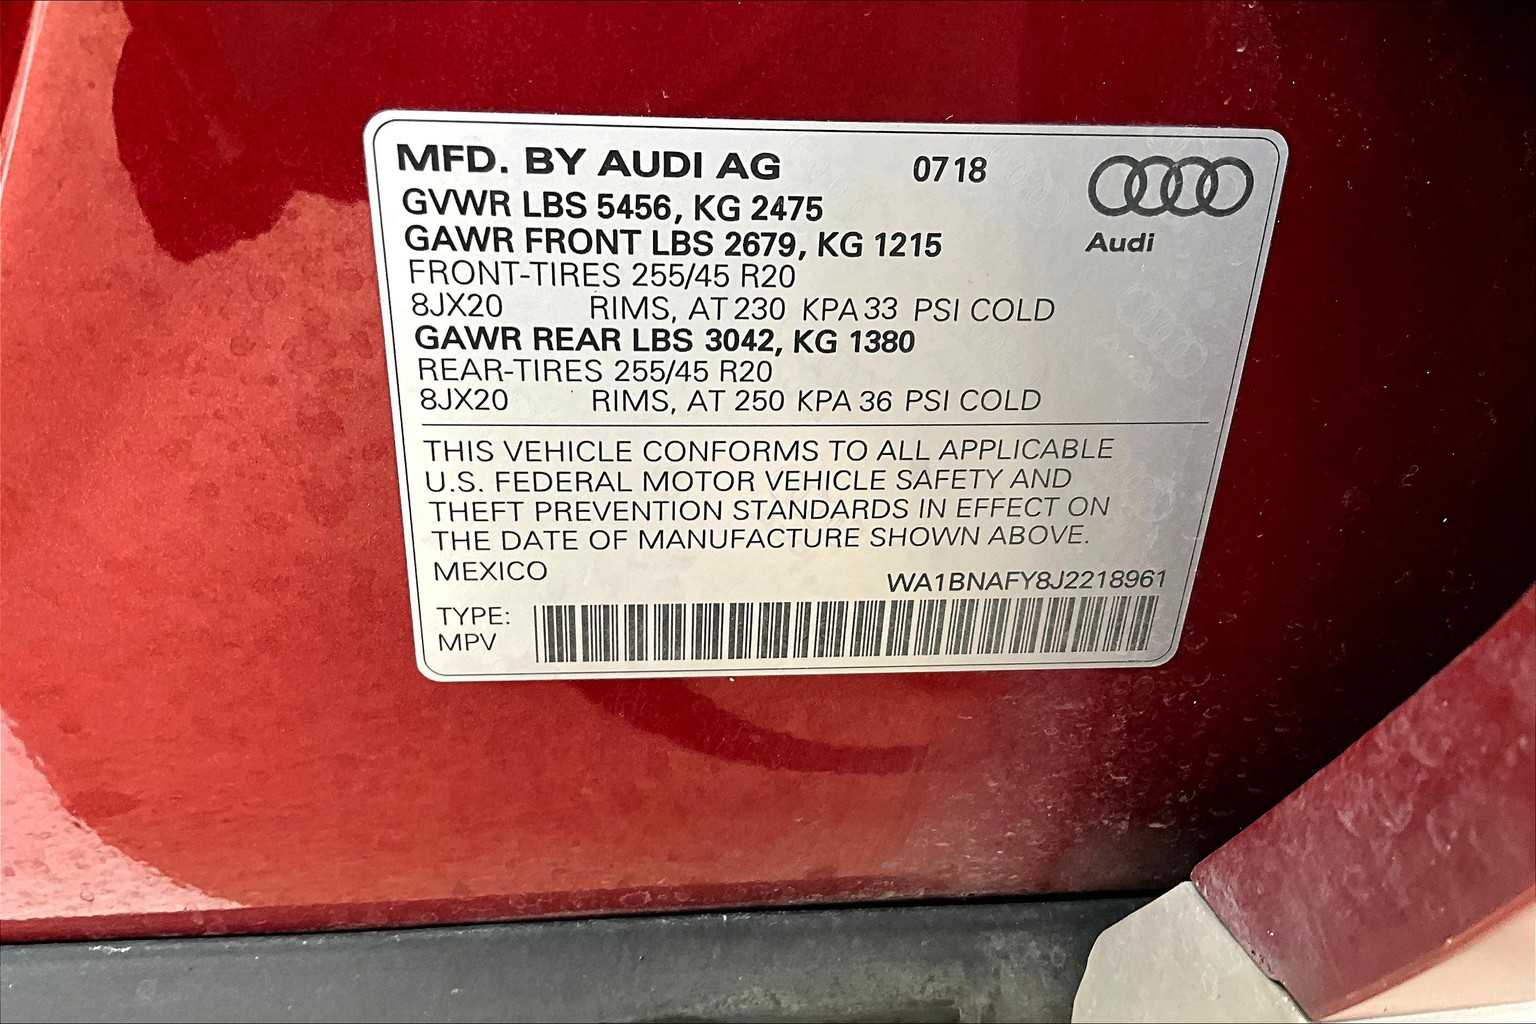 MFD. BY AUDI AG 0718
GVWR LBS 5456, KG 2475
GAWR FRONT LBS 2679, KG 1215
Audi
FRONT-TIRES 255/45 R20
8JX20 RIMS, AT 230 KPA 33 PSI COLD
GAWR REAR LBS 3042, KG 1380
REAR-TIRES 255/45 R20
8JX20 RIMS, AT 250 KPA 36 PSI COLD
THIS VEHICLE CONFORMS TO ALL APPLICABLE
U.S. FEDERAL MOTOR VEHICLE SAFETY AND
THEFT PREVENTION STANDARDS IN EFFECT ON
THE DATE OF MANUFACTURE SHOWN ABOVE.
MEXICO WA1BNAFY8J2218961
TYPE:
MPV